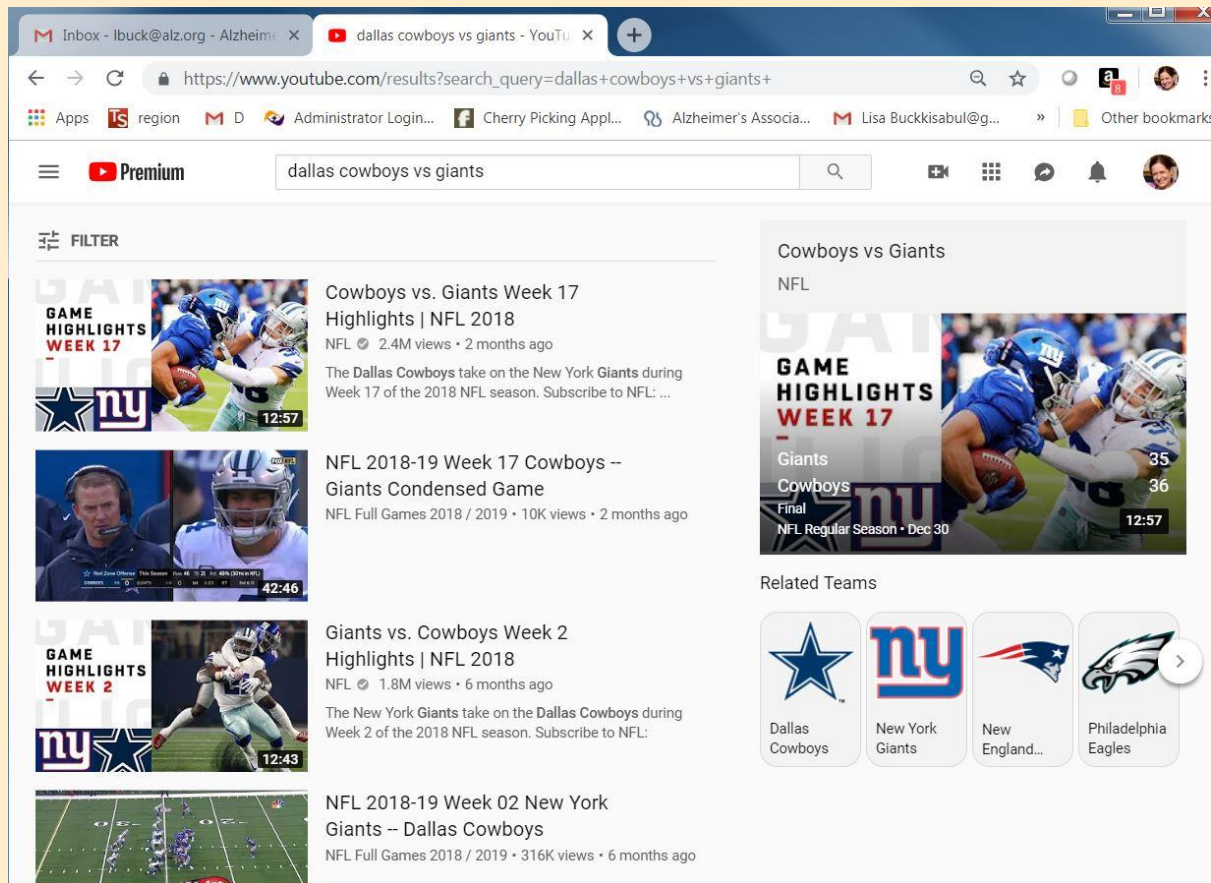 Inbox - lbuck@alz.org - Alzheime
dallas cowboys vs giants - YouTu
https://www.youtube.com/results?search_query=dallas+cowboys+vs+giants+
8
Apps
TS region
D
Administrator Login...
Cherry Picking Appl...
Alzheimer's Associa...
Lisa Buckkisabul@g...
»
Other bookmarks
Premium
dallas cowboys vs giants
FILTER
GAME
HIGHLIGHTS
WEEK 17
ny
12:57
Cowboys vs. Giants Week 17
Highlights | NFL 2018
NFL 2.4M views • 2 months ago
The Dallas Cowboys take on the New York Giants during
Week 17 of the 2018 NFL season. Subscribe to NFL: ...
42:46
NFL 2018-19 Week 17 Cowboys --
Giants Condensed Game
NFL Full Games 2018 / 2019 • 10K views • 2 months ago
GAME
HIGHLIGHTS
WEEK 2
ny
12:43
Giants vs. Cowboys Week 2
Highlights | NFL 2018
NFL 1.8M views • 6 months ago
The New York Giants take on the Dallas Cowboys during
Week 2 of the 2018 NFL season. Subscribe to NFL:
NFL 2018-19 Week 02 New York
Giants -- Dallas Cowboys
NFL Full Games 2018 / 2019 • 316K views • 6 months ago
Cowboys vs Giants
NFL
GAME
HIGHLIGHTS
WEEK 17
Giants 35
Cowboys 36
Final
NFL Regular Season • Dec 30
ny
12:57
Related Teams
ny
Dallas
Cowboys
New York
Giants
New
England...
Philadelphia
Eagles